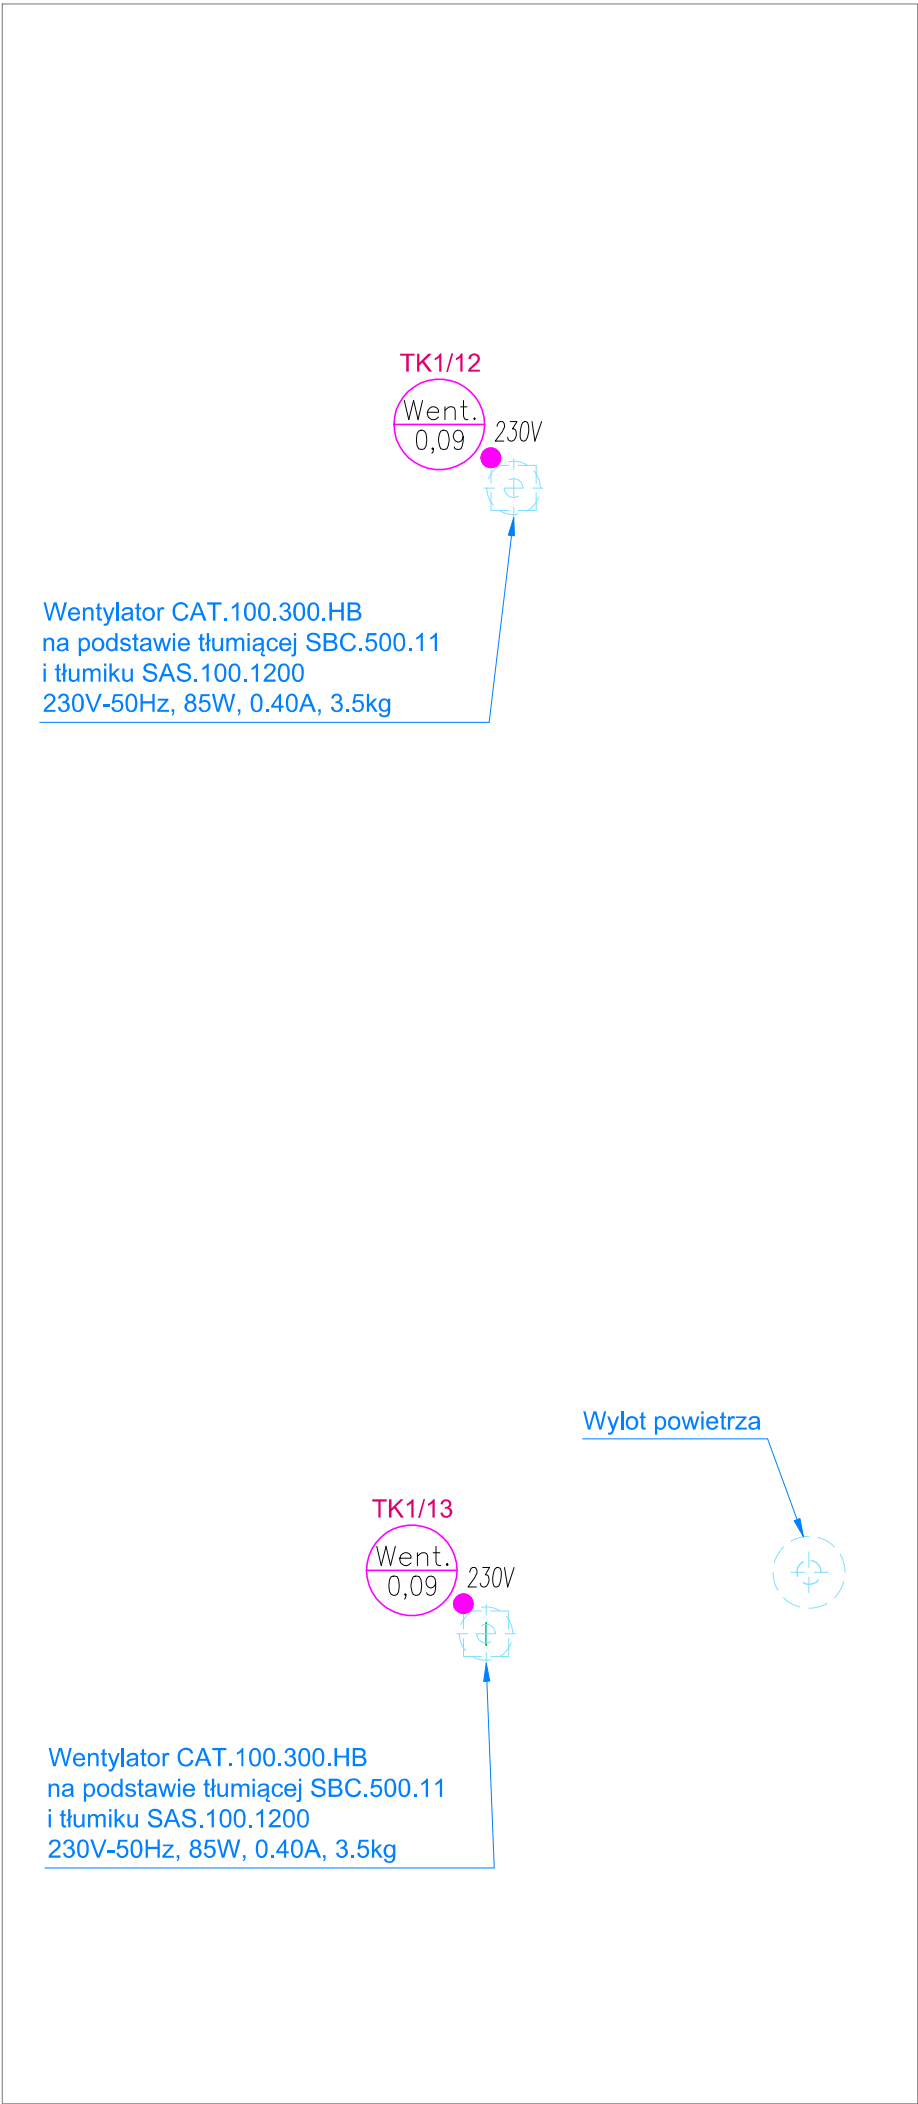 TK1/12
Went.
0,09
230V
Wentylator CAT.100.300.HB
na podstawie tłumiącej SBC.500.11
i tłumiku SAS.100.1200
230V-50Hz, 85W, 0.40A, 3.5kg
Wylot powietrza
TK1/13
Went.
0,09
230V
Wentylator CAT.100.300.HB
na podstawie tłumiącej SBC.500.11
i tłumiku SAS.100.1200
230V-50Hz, 85W, 0.40A, 3.5kg